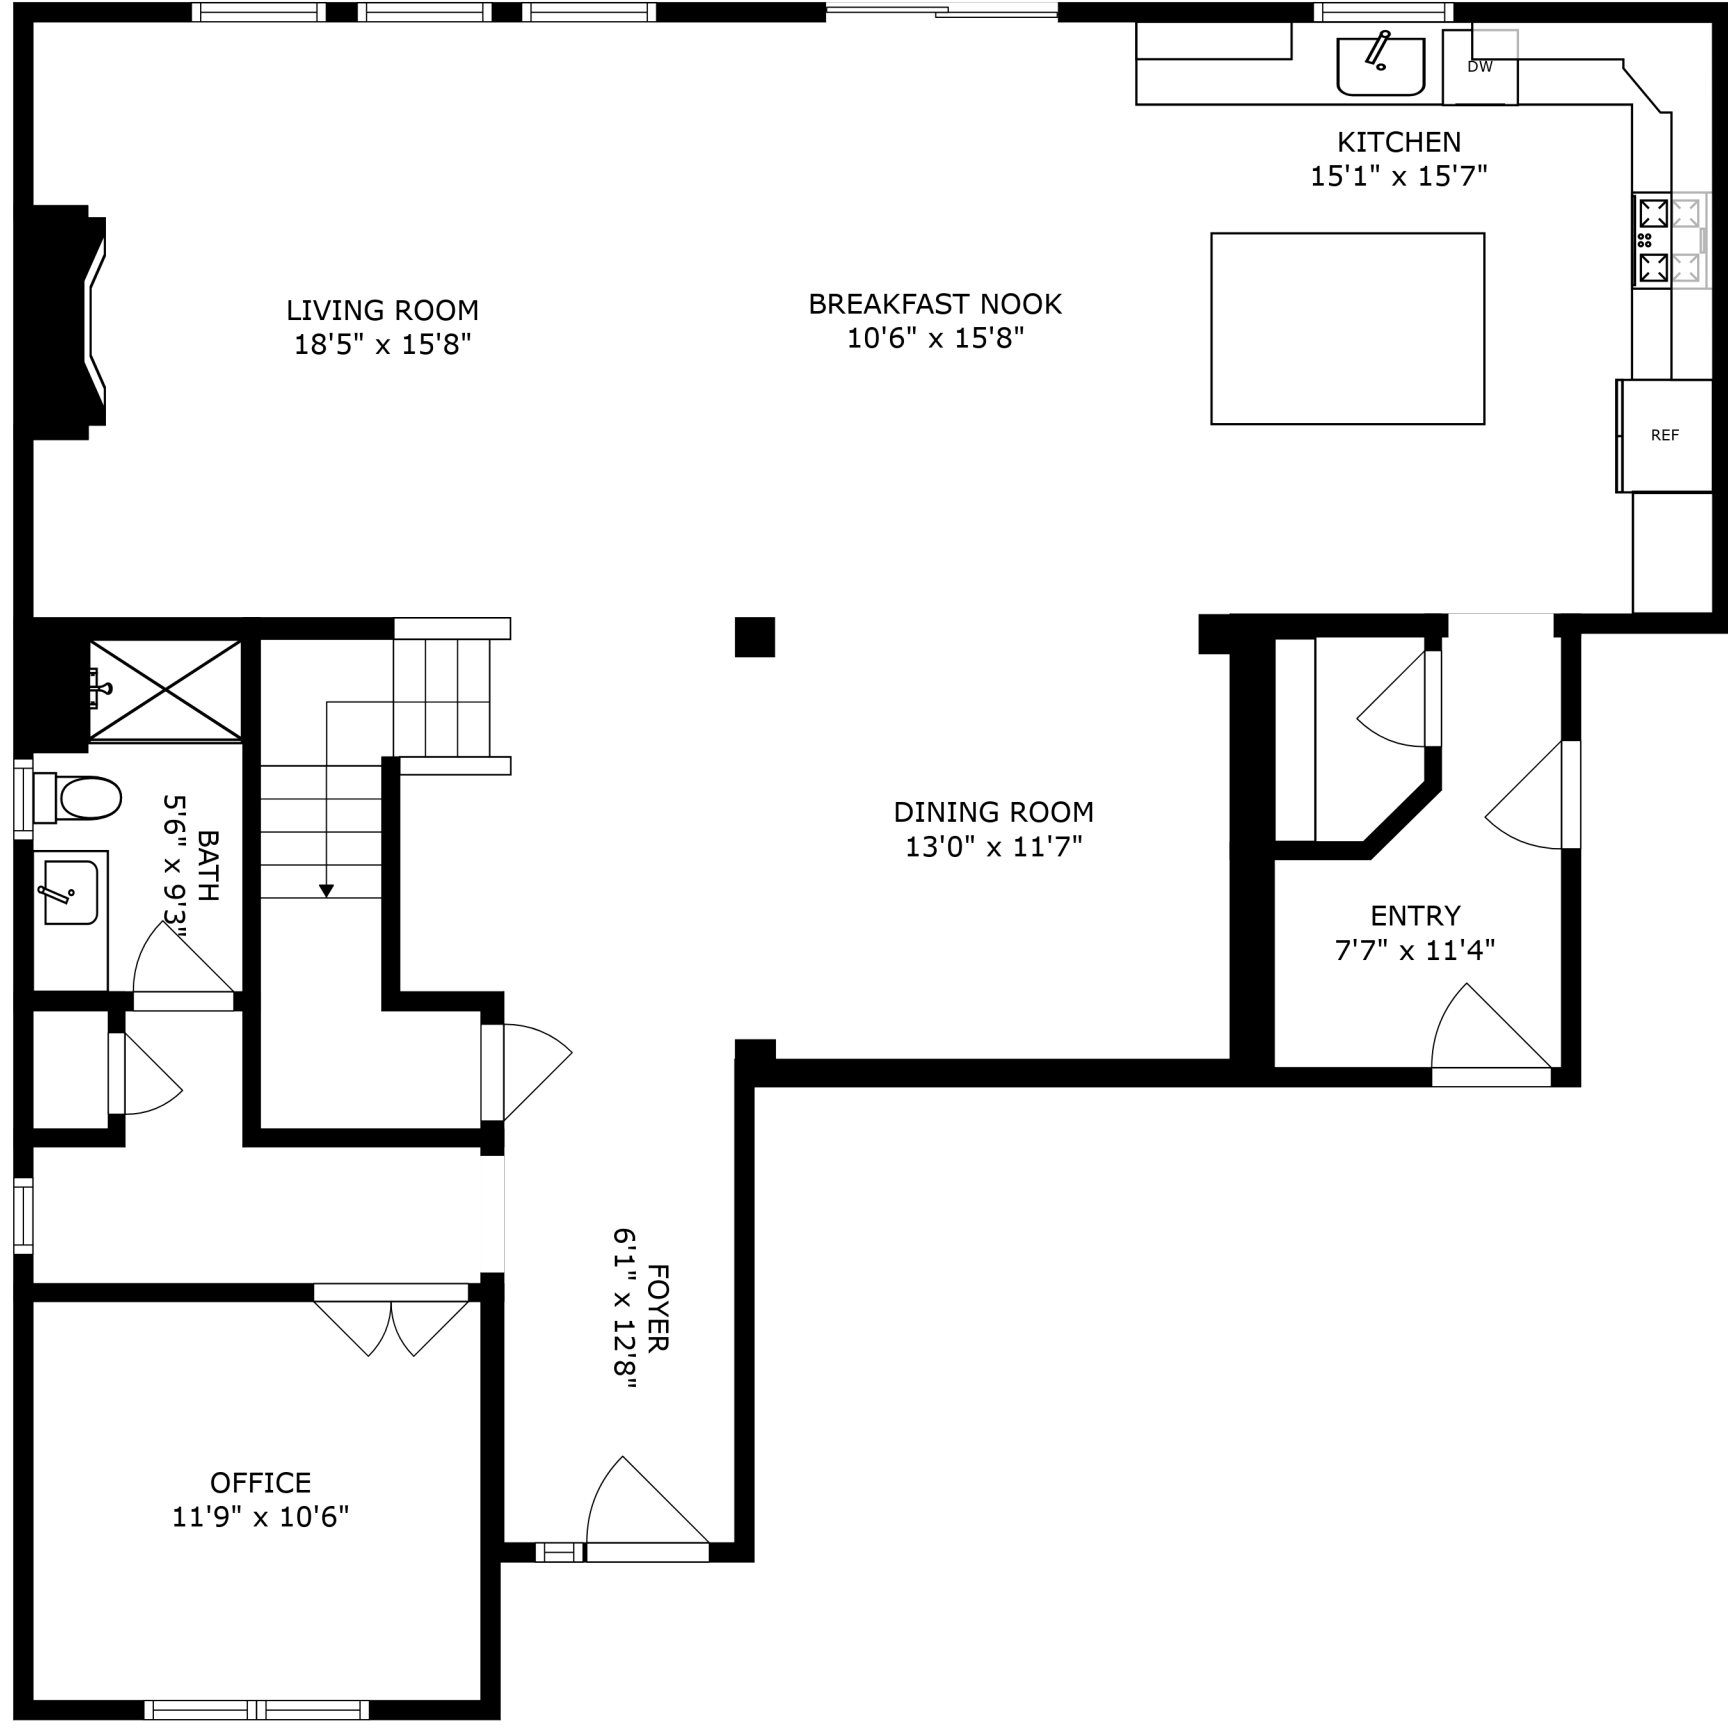 DW
KITCHEN
15'1" x 15'7"
LIVING ROOM
18'5" x 15'8"
BREAKFAST NOOK
10'6" x 15'8"
REF
BATH
5'6" x 9'3"
DINING ROOM
13'0" x 11'7"
ENTRY
7'7" x 11'4"
FOYER
6'1" x 12'8"
OFFICE
11'9" x 10'6"